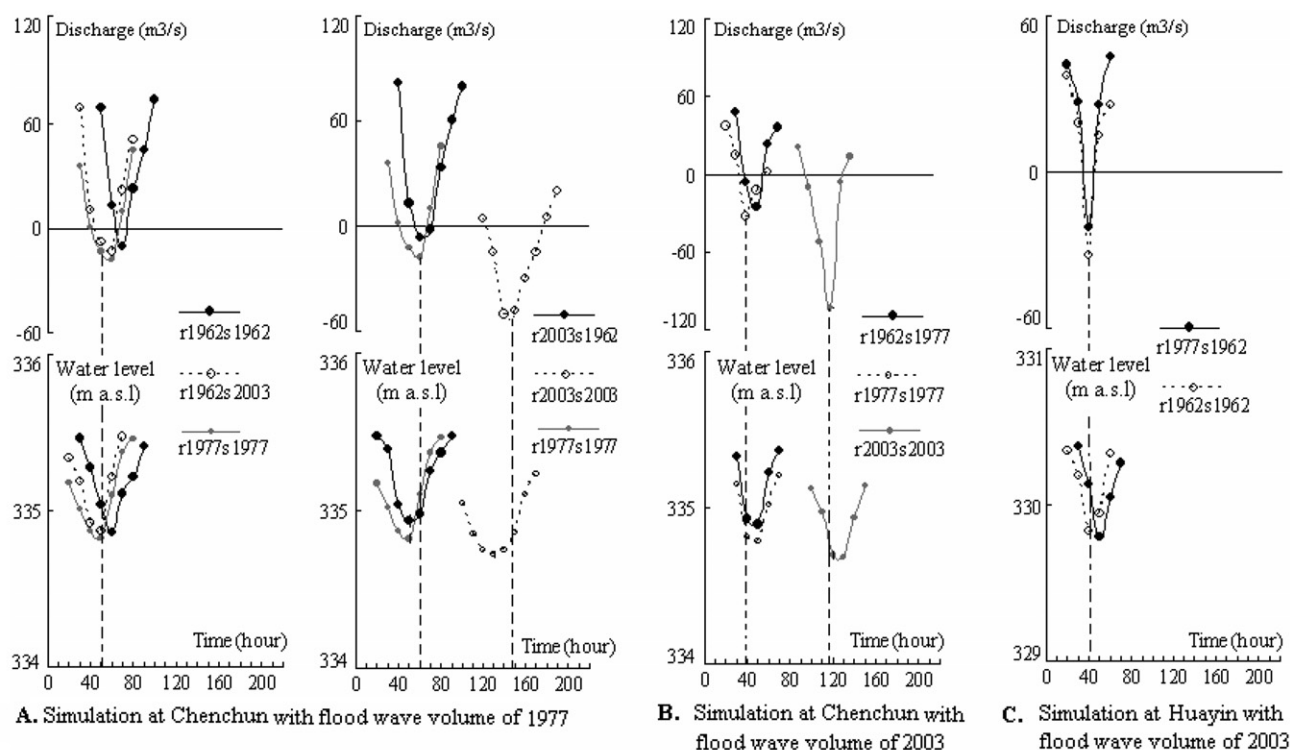 120
Discharge (m3/s)
60
0
-60
r1962s1962
r1962s2003
r1977s1977
336
Water level
(m a.s.l)
335
334
Time (hour)
0 40 80 120 160 200
120
Discharge (m3/s)
60
0
-60
r2003s1962
r2003s2003
r1977s1977
336
335
334
Time (hour)
0 40 80 120 160 200
A. Simulation at Chenchun with flood wave volume of 1977
120
Discharge (m3/s)
60
0
-60
-120
r1962s1977
r1977s1977
r2003s2003
336
Water level
(m a.s.l)
335
334
Time (hour)
0 40 80 120 160 200
B. Simulation at Chenchun with
flood wave volume of 2003
60
Discharge (m3/s)
0
-60
r1977s1962
r1962s1962
331
Water level
(m a.s.l)
330
329
Time (hour)
0 40 80 120 160 200
C. Simulation at Huayin with
flood wave volume of 2003